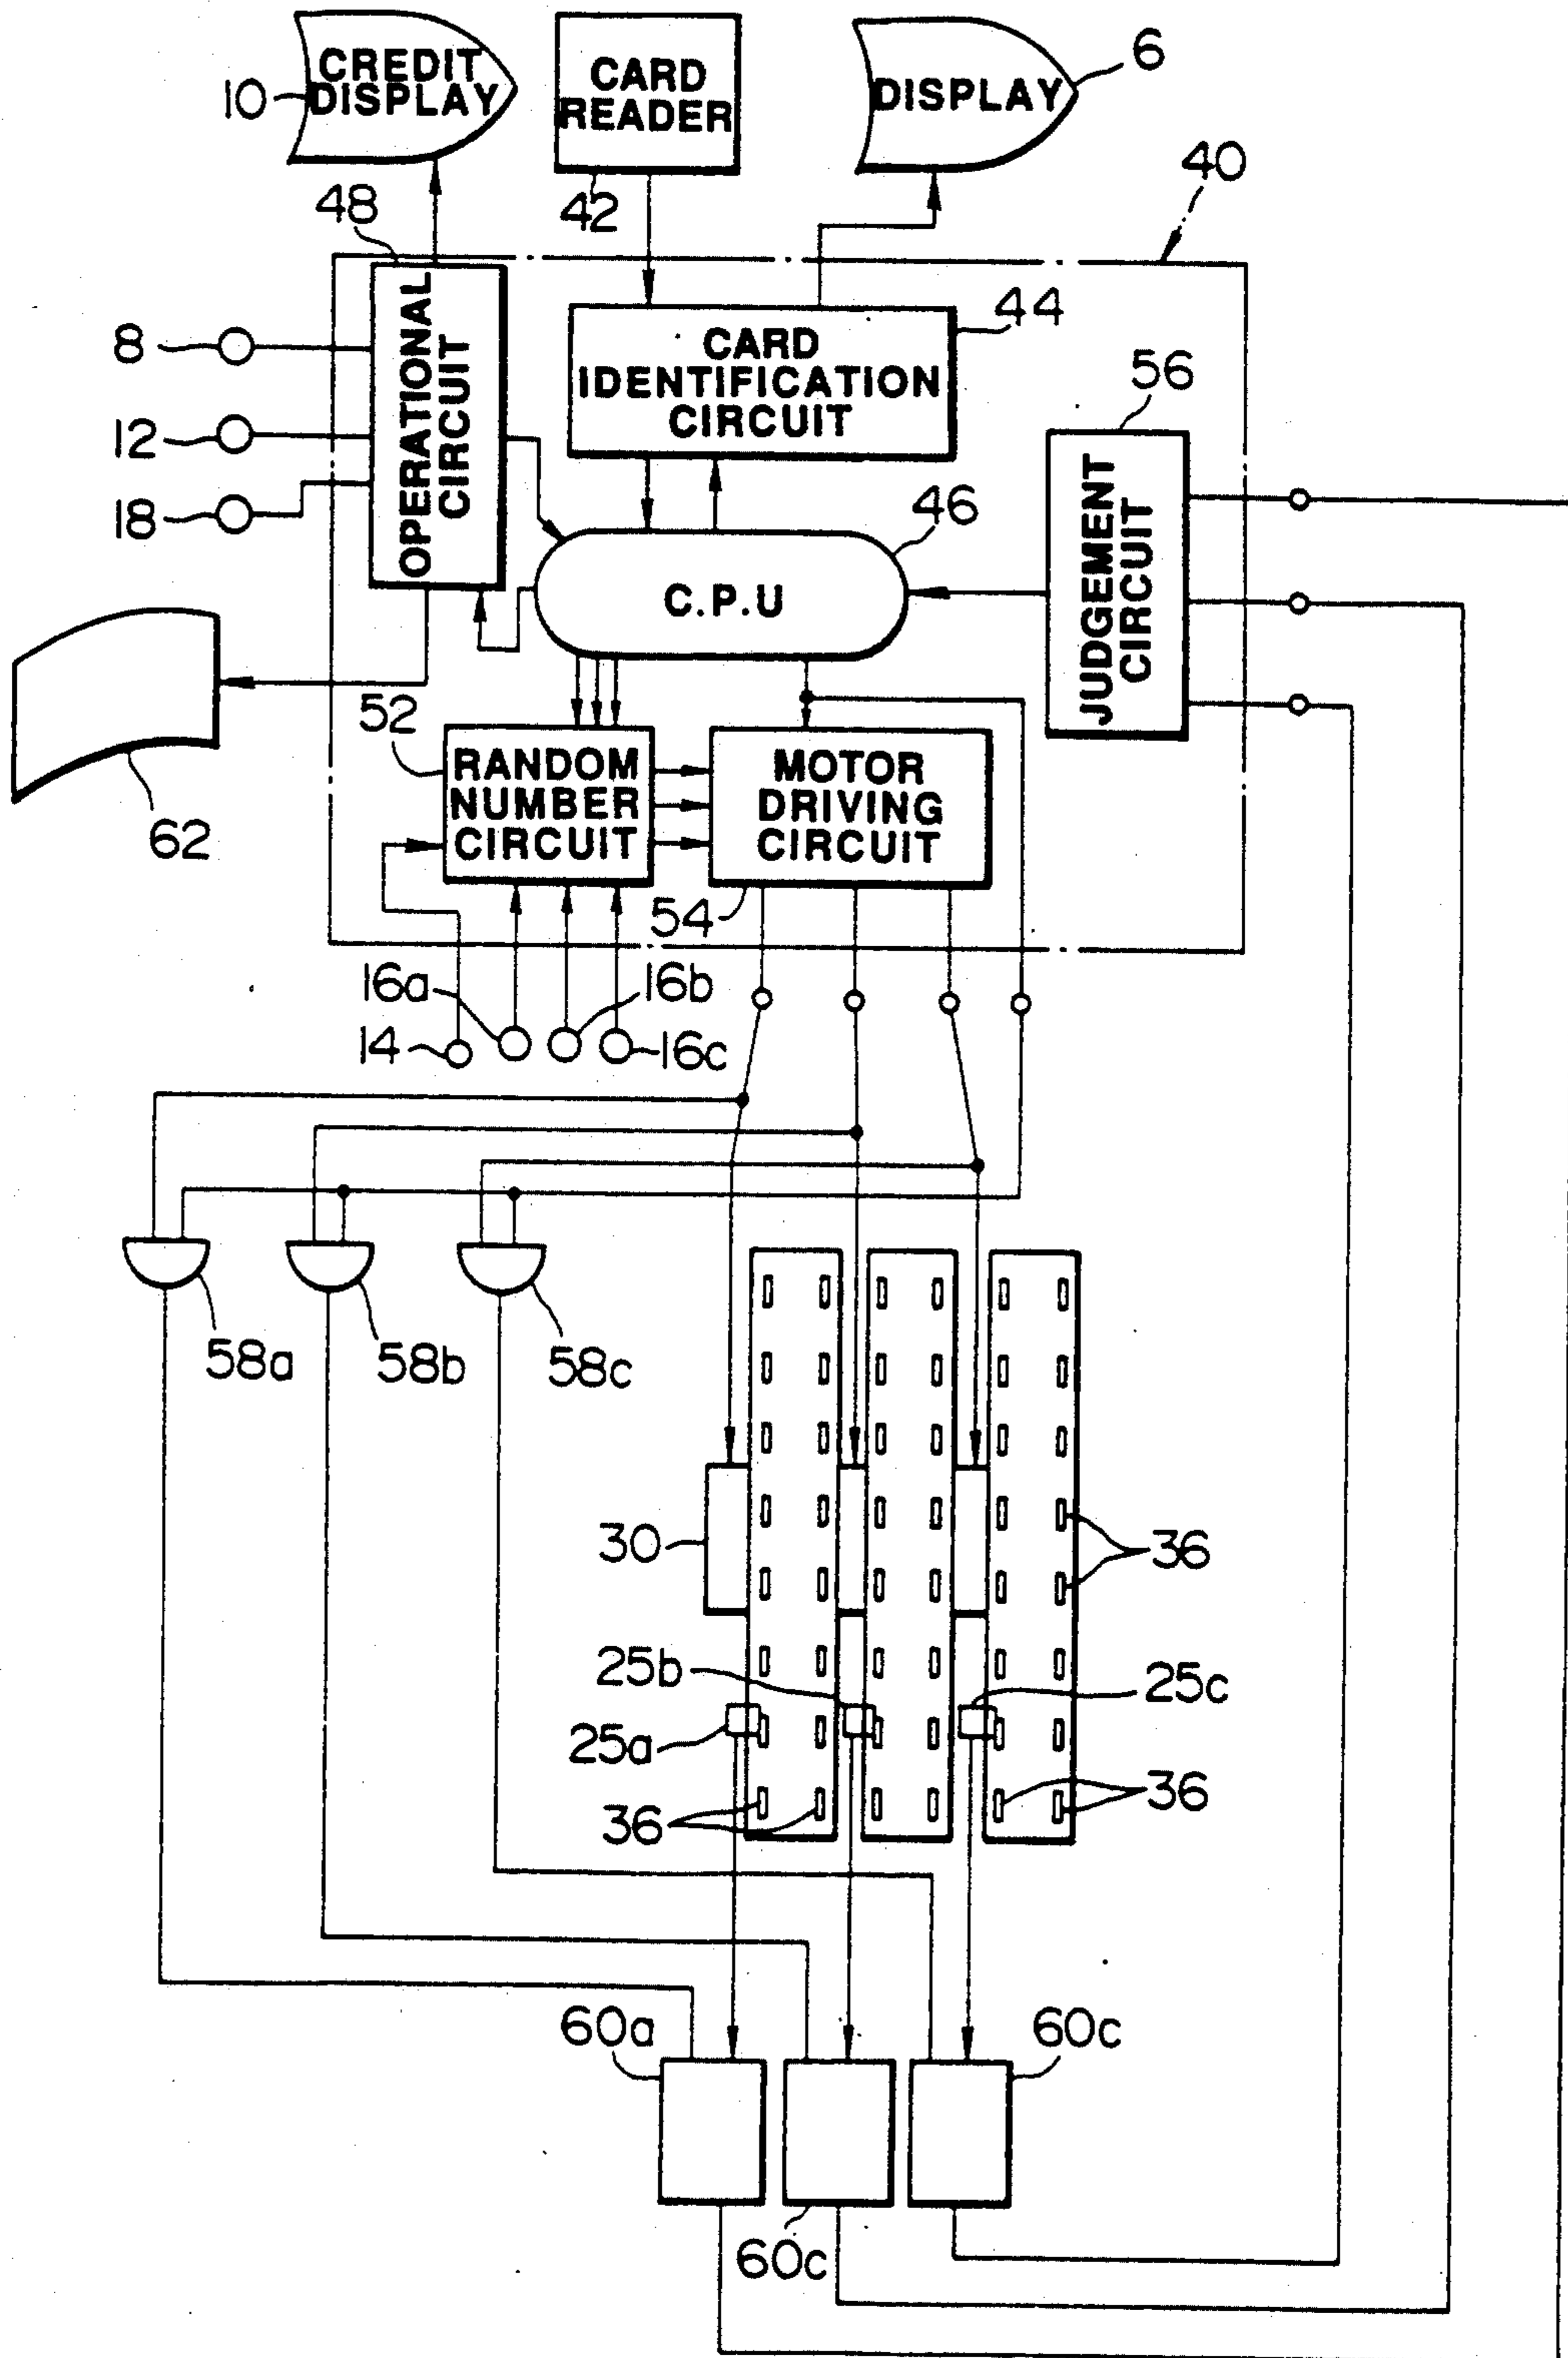 CREDIT
DISPLAY
10
CARD
READER
42
DISPLAY
6
40
48
OPERATIONAL
CIRCUIT
8
12
18
CARD
IDENTIFICATION
CIRCUIT
44
56
JUDGEMENT
CIRCUIT
46
C.P.U
62
52
RANDOM
NUMBER
CIRCUIT
MOTOR
DRIVING
CIRCUIT
54
16a
16b
14
16c
58a
58b
58c
30
36
25b
25c
25a
36
36
60a
60c
60c